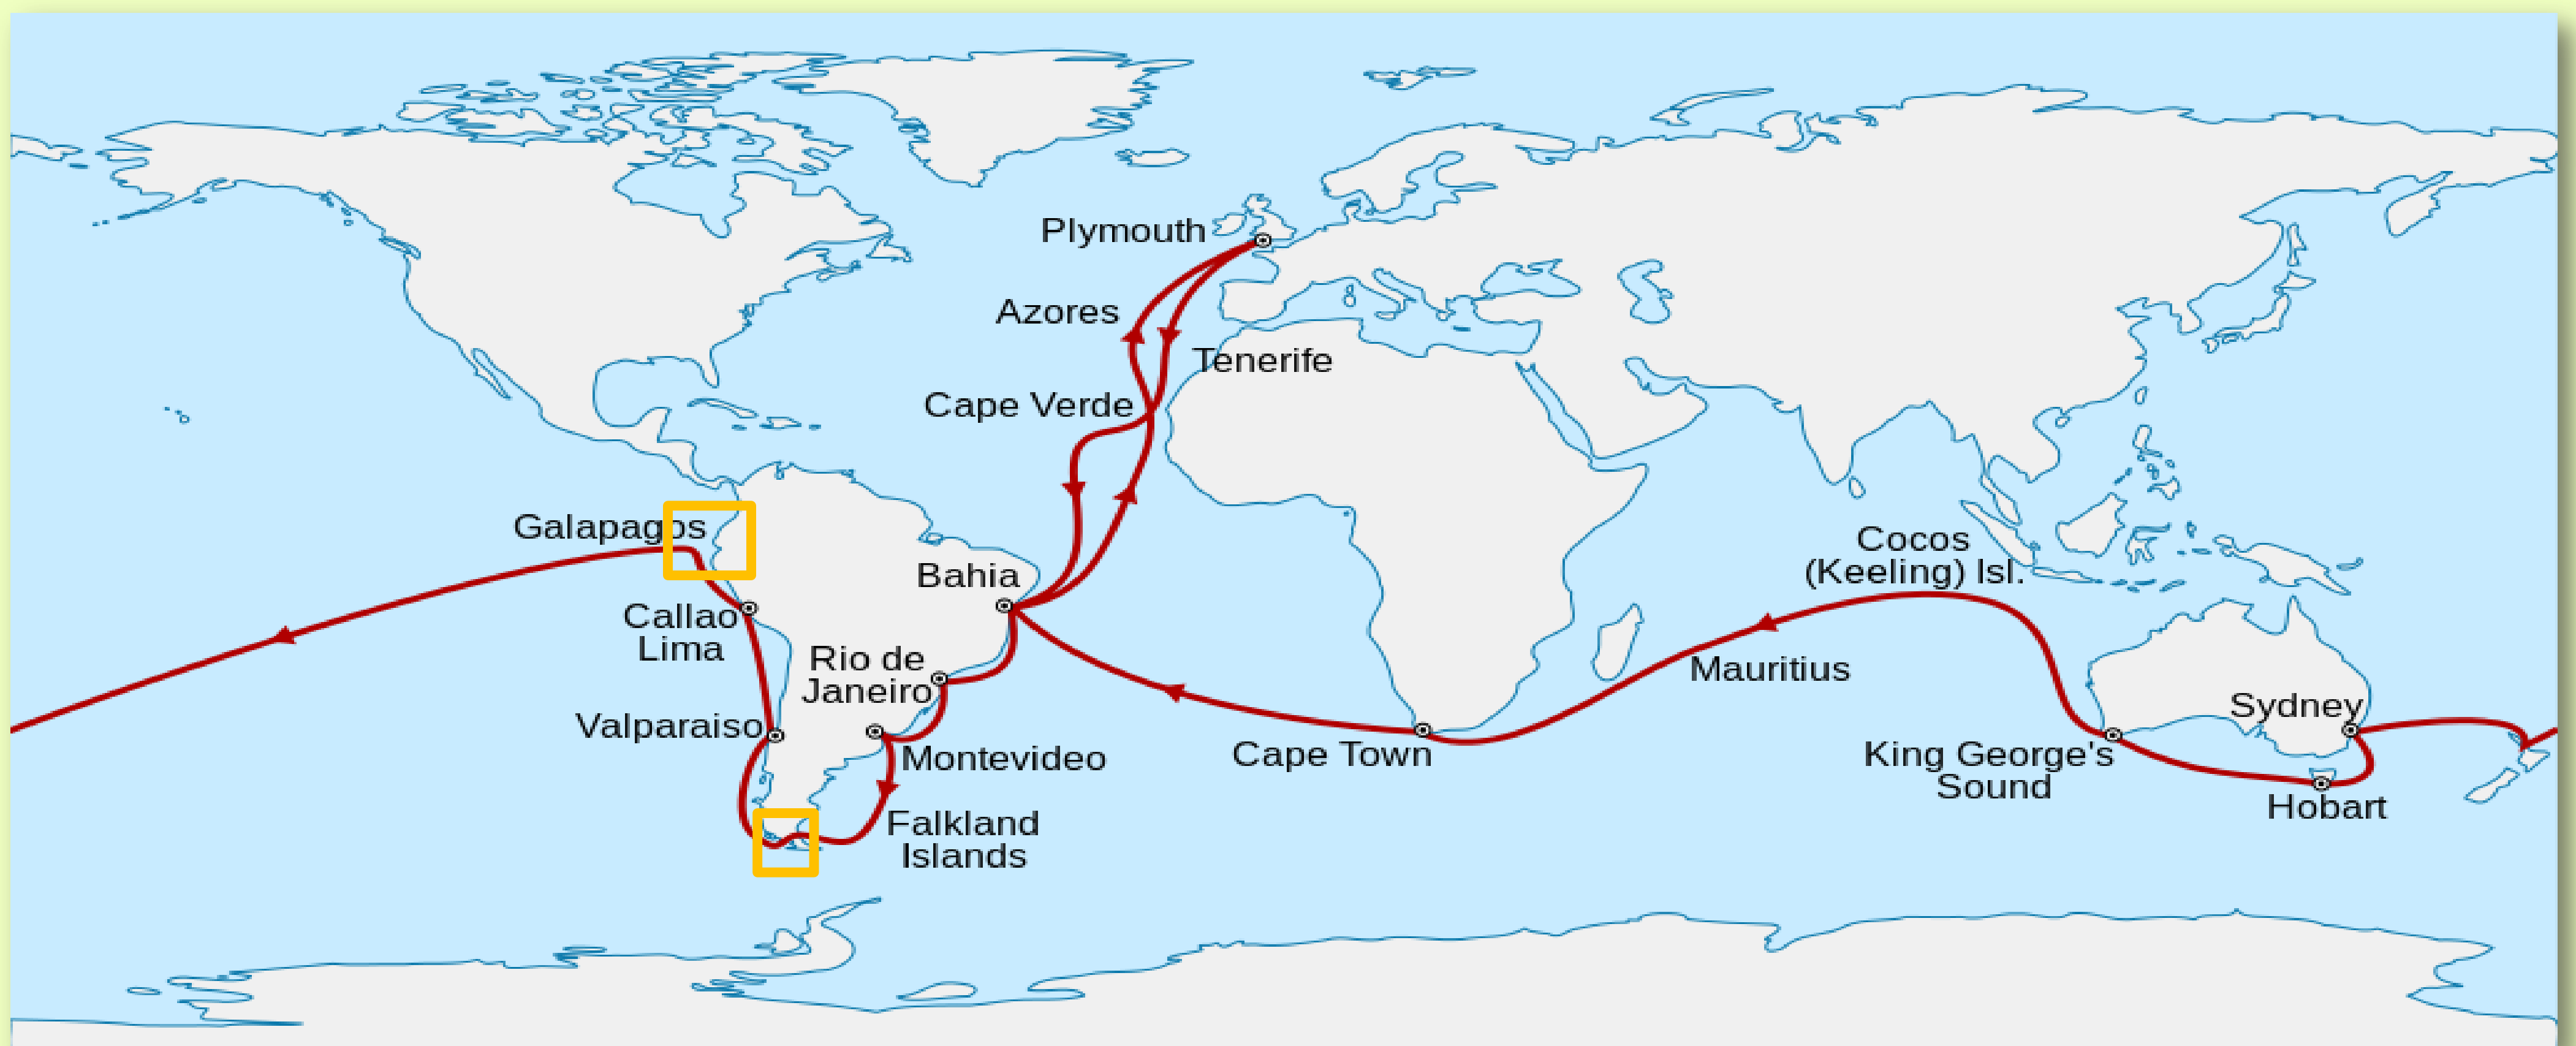 Plymouth
Azores
Tenerife
Cape Verde
Galapagos
Cocos
(Keeling) Isl.
Bahia
Callao
Lima
Rio de
Janeiro
Mauritius
Sydney
Valparaiso
Montevideo
Cape Town
King George's
Sound
Hobart
Falkland
Islands